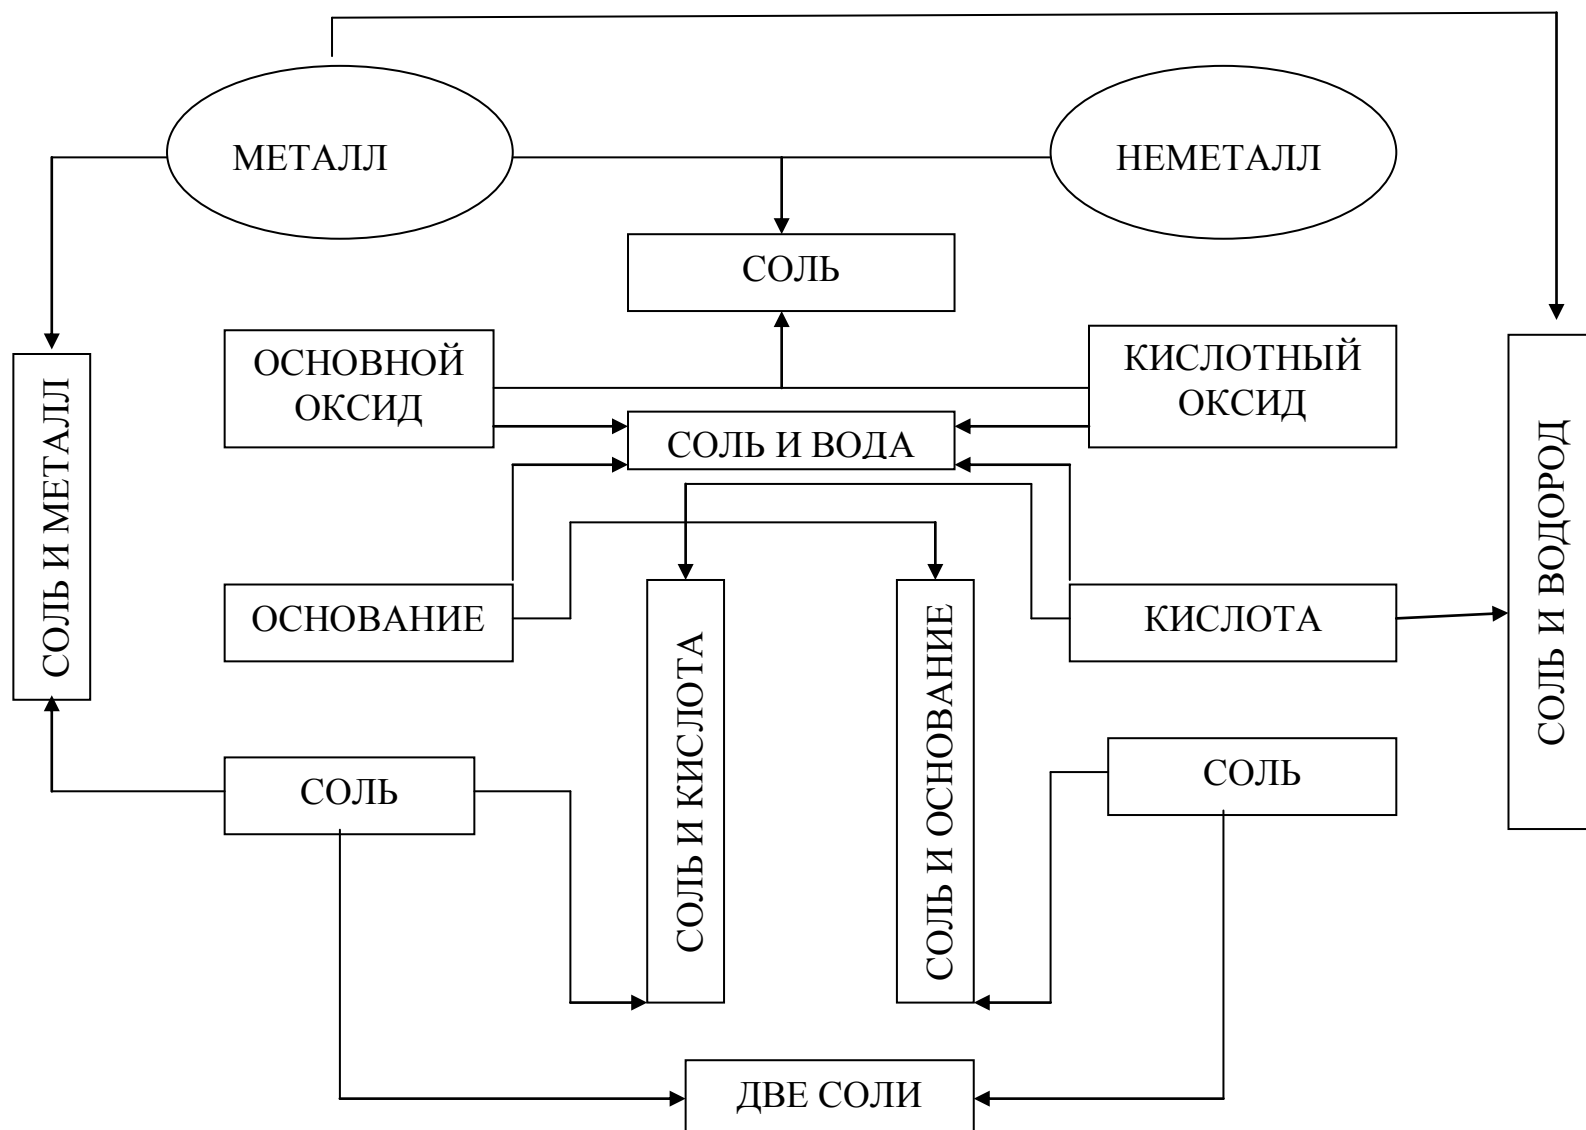 МЕТАЛЛ
НЕМЕТАЛЛ
СОЛЬ
ОСНОВНОЙ
ОКСИД
КИСЛОТНЫЙ
ОКСИД
СОЛЬ И ВОДА
СОЛЬ И МЕТАЛЛ
ОСНОВАНИЕ
СОЛЬ И КИСЛОТА
СОЛЬ И ОСНОВАНИЕ
КИСЛОТА
СОЛЬ И ВОДОРОД
СОЛЬ
СОЛЬ
ДВЕ СОЛИ